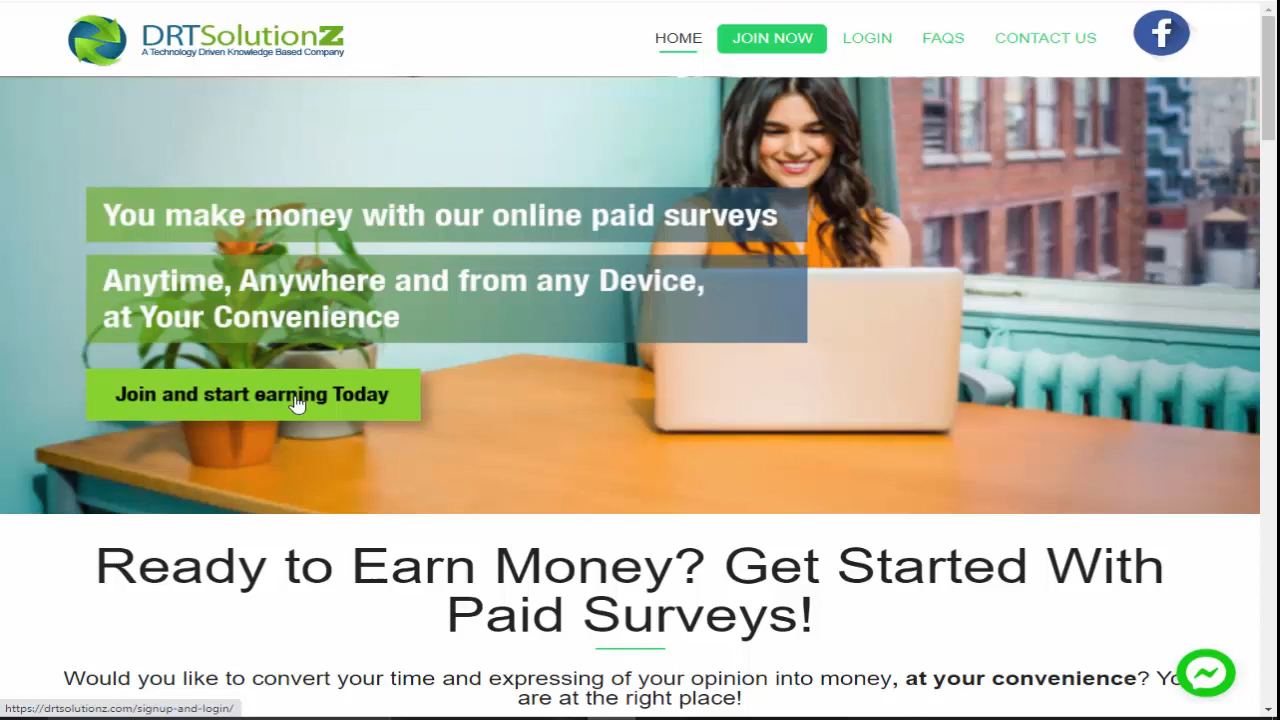 DRTSolutionZ
A Technology Driven Knowledge Based Company
HOME
JOIN NOW
LOGIN
FAQS
CONTACT US
f
You make money with our online paid surveys
Anytime, Anywhere and from any Device,
at Your Convenience
Join and start earning Today
Ready to Earn Money? Get Started With
Paid Surveys!
Would you like to convert your time and expressing of your opinion into money, at your convenience?
are at the right place!
https://drtsolutionz.com/signup-and-login/